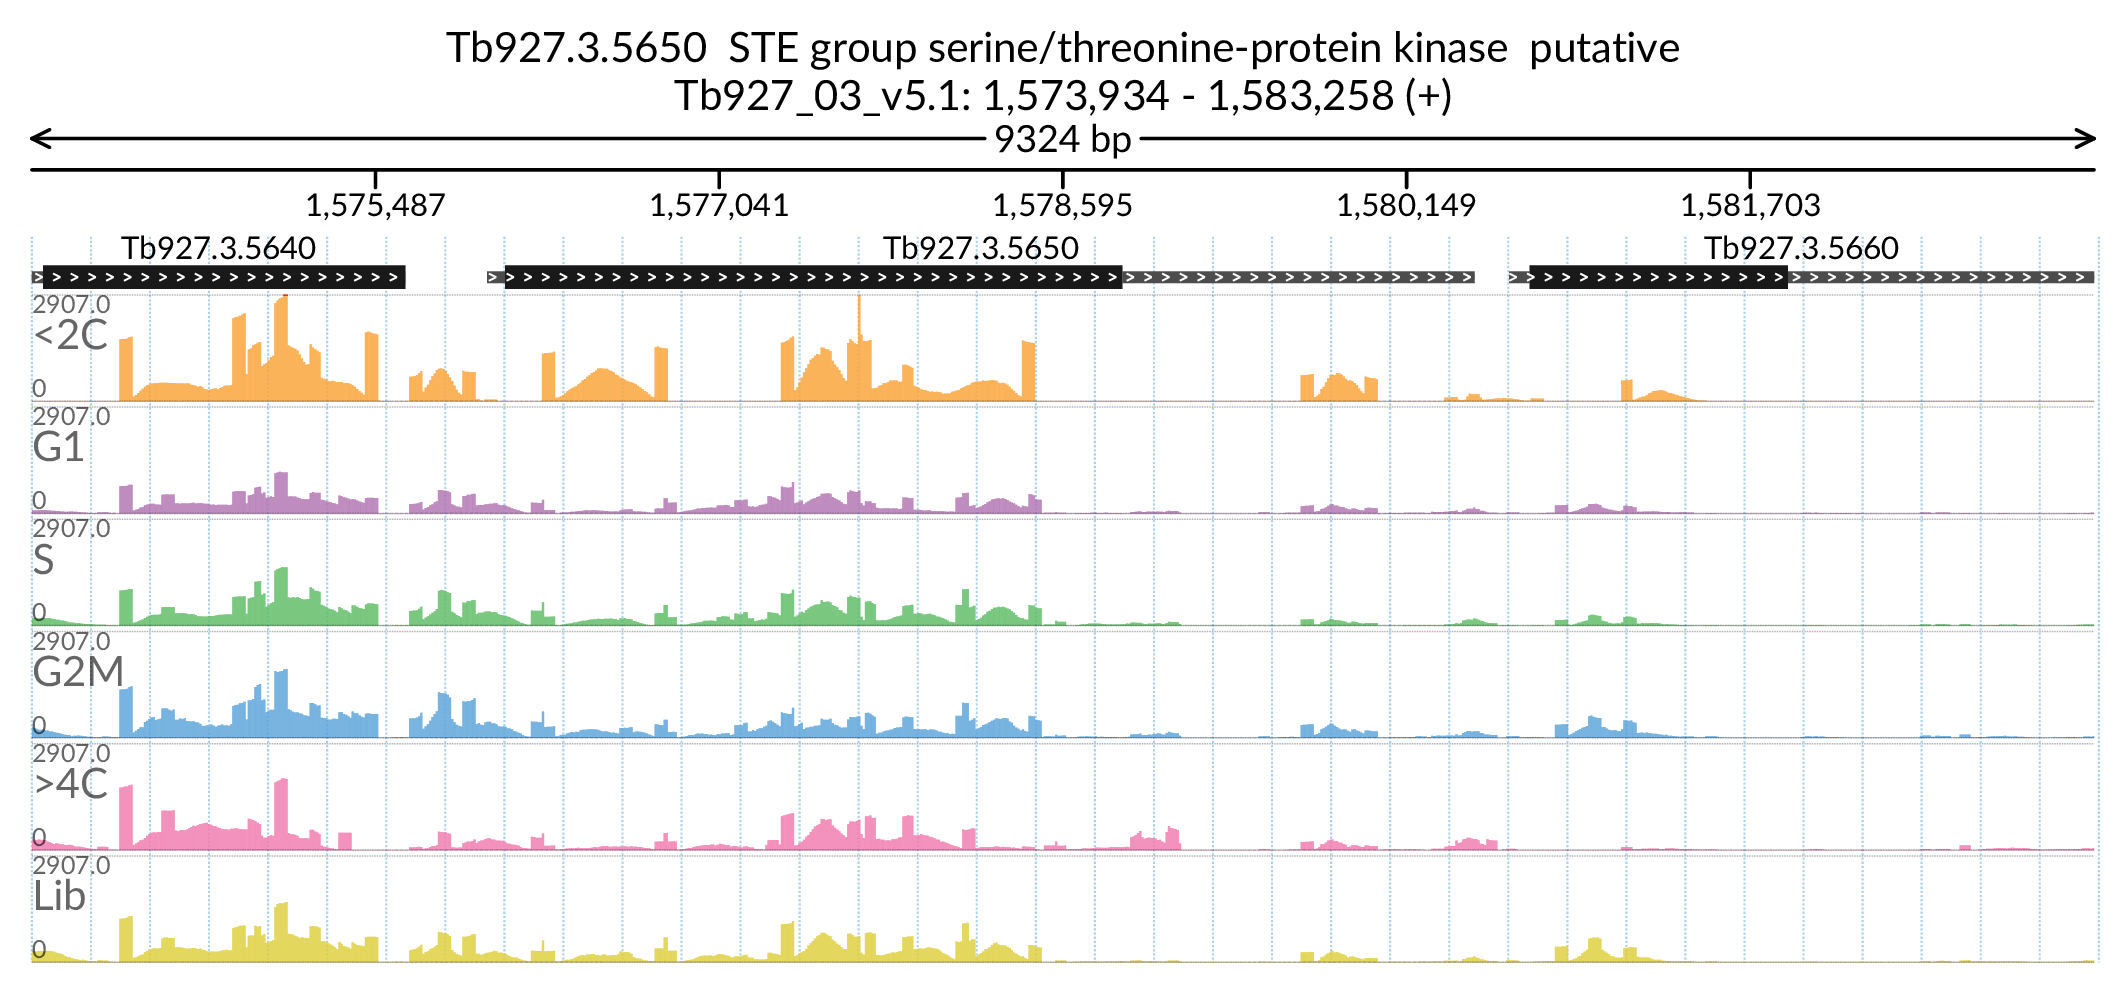 Tb927.3.5650  STE group serine/threonine-protein kinase  putative
Tb927_03_v5.1: 1,573,934 - 1,583,258 (+)
9324 bp
1,575,487 1,577,041 1,578,595 1,580,149 1,581,703
Tb927.3.5640 Tb927.3.5650 Tb927.3.5660
2907.0
<2C
0
2907.0
G1
0
2907.0
S
0
2907.0
G2M
0
2907.0
>4C
0
2907.0
Lib
0